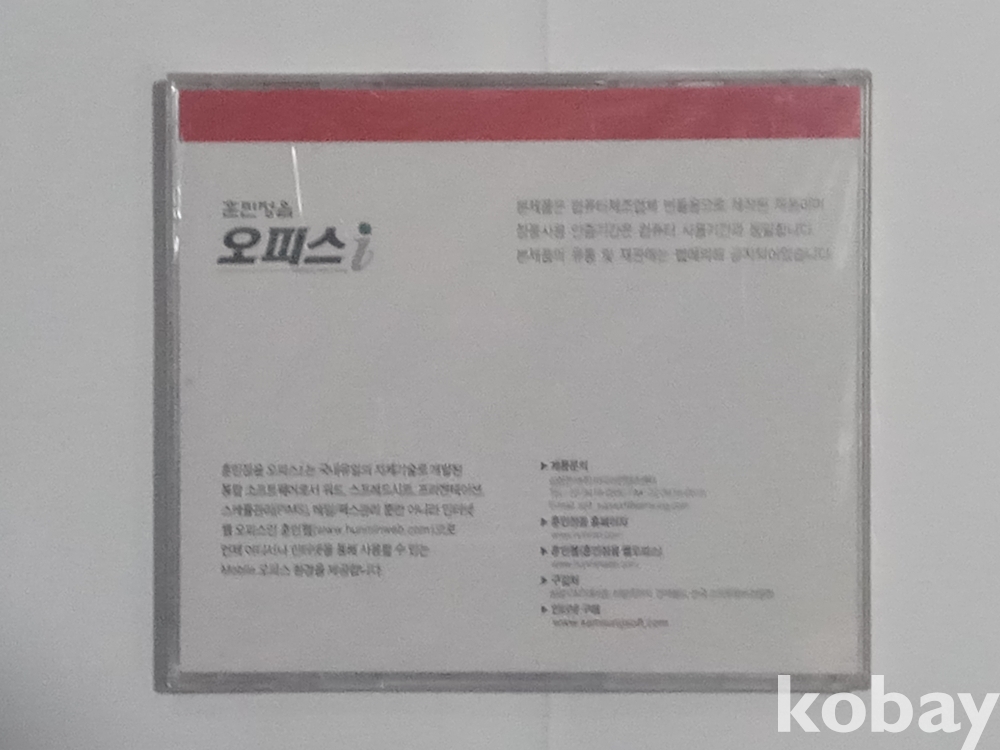 훈민정음
오피스 i
본제품은 컴퓨터제조업체 번들용으로 제작된
정품사용 인증기간은 컴퓨터 사용기간과 동일합니다.
본제품의 유통 및 재판매는 법에의해 금지되어있습니다.
훈민정음 오피스i는 국내유일의 자체기술로 개발된
통합 소프트웨어로서 워드, 스프레드시트, 프리젠테이션,
스케쥴관리(PIMS), 메일/팩스관리 뿐만 아니라 인터넷
웹 오피스인 훈민웹(www.hunminweb.com)으로
언제 어디서나 인터넷을 통해 사용할 수 있는
Mobile 오피스 환경을 제공합니다.
▶ 제품문의
▶ 훈민정음 홈페이지
▶ 훈민웹(훈민정음 웹오피스)
www.hunminweb.com
▶ 구입처
▶ 인터넷 구매
www.samsungsoft.com
kobay